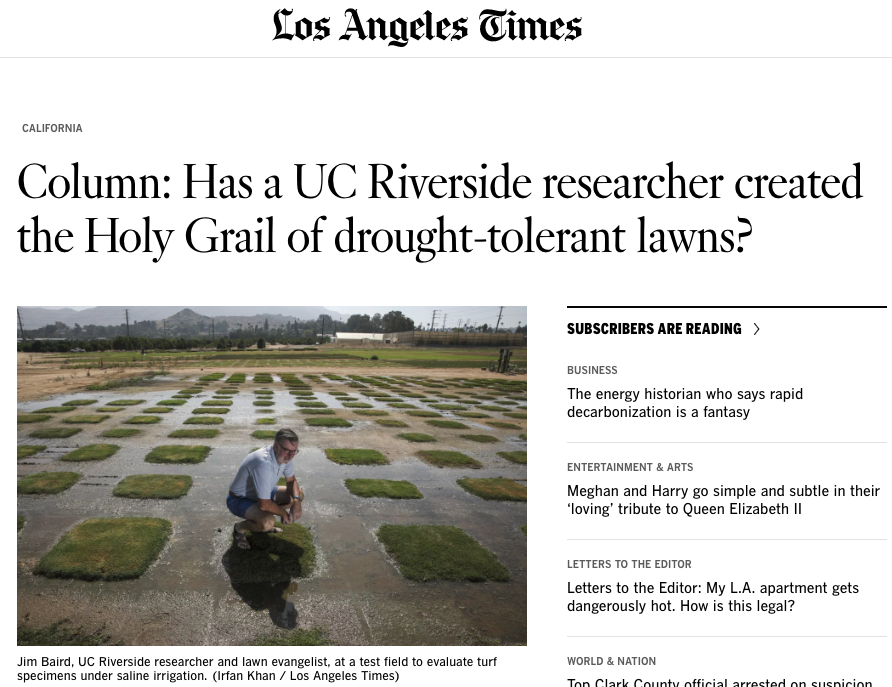 Los Angeles Times
CALIFORNIA
Column: Has a UC Riverside researcher created
the Holy Grail of drought-tolerant lawns?
Jim Baird, UC Riverside researcher and lawn evangelist, at a test field to evaluate turf
specimens under saline irrigation. (Irfan Khan / Los Angeles Times)
SUBSCRIBERS ARE READING >
BUSINESS
The energy historian who says rapid
decarbonization is a fantasy
ENTERTAINMENT & ARTS
Meghan and Harry go simple and subtle in their
‘loving’ tribute to Queen Elizabeth II
LETTERS TO THE EDITOR
Letters to the Editor: My L.A. apartment gets
dangerously hot. How is this legal?
WORLD & NATION
Top Clark County official arrested on suspicion